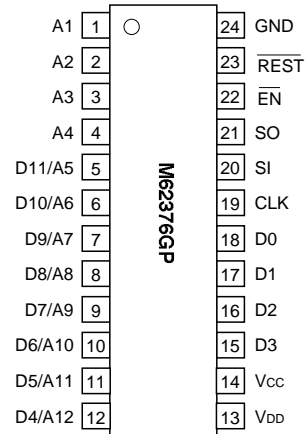 A1 1 24 GND
A2 2 23 REST
A3 3 22 EN
A4 4 21 SO
D11/A5 5 20 SI
D10/A6 6 19 CLK
D9/A7 7 18 D0
D8/A8 8 17 D1
D7/A9 9 16 D2
D6/A10 10 15 D3
D5/A11 11 14 VCC
D4/A12 12 13 VDD
M62376GP